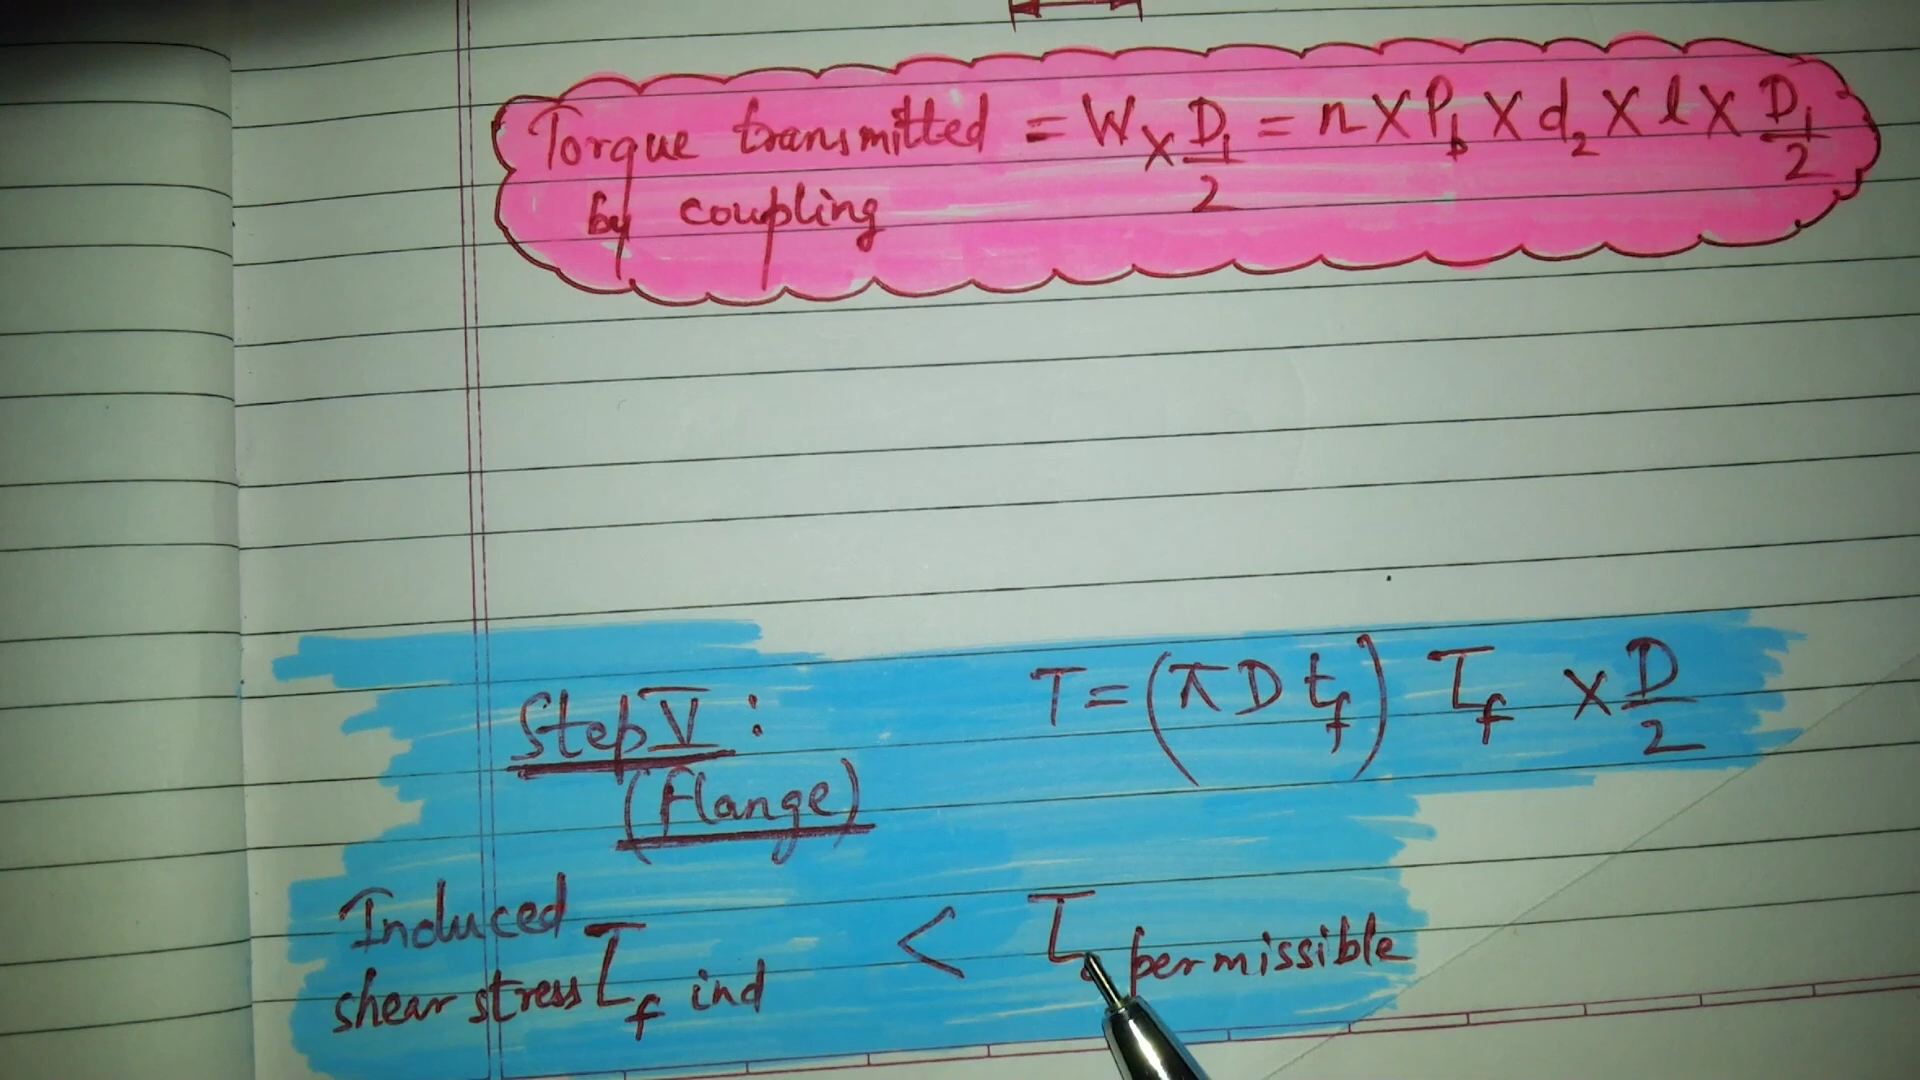 Torque transmitted = W × D₁/2 = n × P_b × d₂ × l × D₁/2
by coupling
Step V : T = (π D t_f) τ_f × D/2
(Flange)
Induced
shear stress τ_f ind < τ permissible